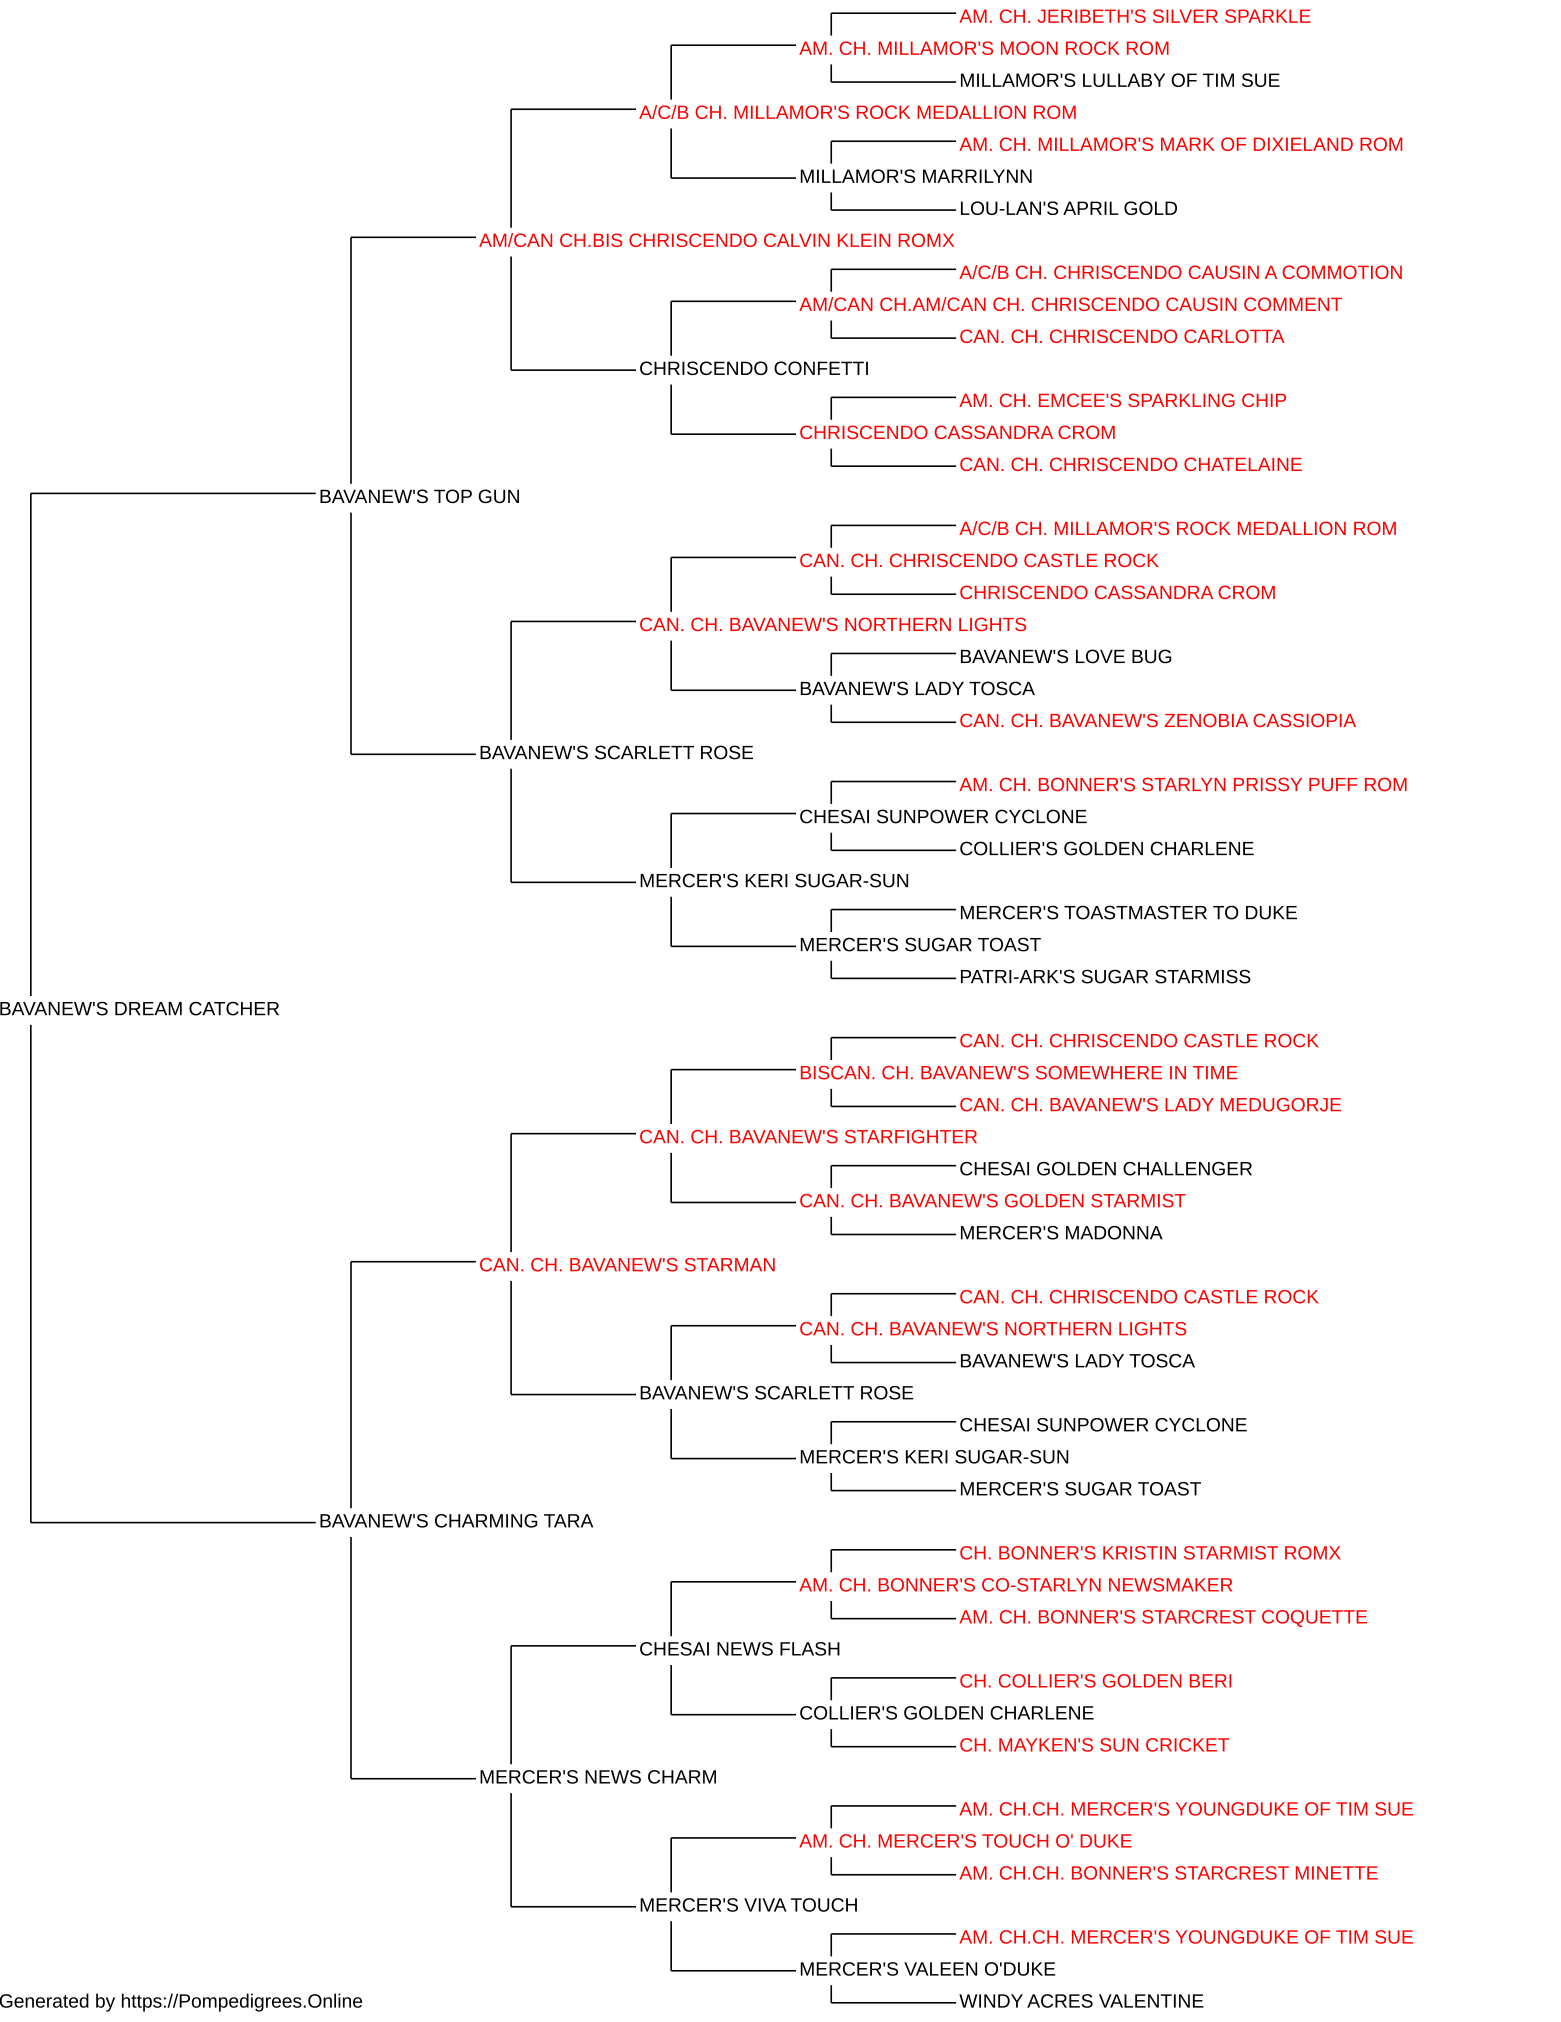 AM. CH. JERIBETH'S SILVER SPARKLE
AM. CH. MILLAMOR'S MOON ROCK ROM
MILLAMOR'S LULLABY OF TIM SUE
A/C/B CH. MILLAMOR'S ROCK MEDALLION ROM
AM. CH. MILLAMOR'S MARK OF DIXIELAND ROM
MILLAMOR'S MARRILYNN
LOU-LAN'S APRIL GOLD
AM/CAN CH.BIS CHRISCENDO CALVIN KLEIN ROMX
A/C/B CH. CHRISCENDO CAUSIN A COMMOTION
AM/CAN CH.AM/CAN CH. CHRISCENDO CAUSIN COMMENT
CAN. CH. CHRISCENDO CARLOTTA
CHRISCENDO CONFETTI
AM. CH. EMCEE'S SPARKLING CHIP
CHRISCENDO CASSANDRA CROM
CAN. CH. CHRISCENDO CHATELAINE
BAVANEW'S TOP GUN
A/C/B CH. MILLAMOR'S ROCK MEDALLION ROM
CAN. CH. CHRISCENDO CASTLE ROCK
CHRISCENDO CASSANDRA CROM
CAN. CH. BAVANEW'S NORTHERN LIGHTS
BAVANEW'S LOVE BUG
BAVANEW'S LADY TOSCA
CAN. CH. BAVANEW'S ZENOBIA CASSIOPIA
BAVANEW'S SCARLETT ROSE
AM. CH. BONNER'S STARLYN PRISSY PUFF ROM
CHESAI SUNPOWER CYCLONE
COLLIER'S GOLDEN CHARLENE
MERCER'S KERI SUGAR-SUN
MERCER'S TOASTMASTER TO DUKE
MERCER'S SUGAR TOAST
PATRI-ARK'S SUGAR STARMISS
BAVANEW'S DREAM CATCHER
CAN. CH. CHRISCENDO CASTLE ROCK
BISCAN. CH. BAVANEW'S SOMEWHERE IN TIME
CAN. CH. BAVANEW'S LADY MEDUGORJE
CAN. CH. BAVANEW'S STARFIGHTER
CHESAI GOLDEN CHALLENGER
CAN. CH. BAVANEW'S GOLDEN STARMIST
MERCER'S MADONNA
CAN. CH. BAVANEW'S STARMAN
CAN. CH. CHRISCENDO CASTLE ROCK
CAN. CH. BAVANEW'S NORTHERN LIGHTS
BAVANEW'S LADY TOSCA
BAVANEW'S SCARLETT ROSE
CHESAI SUNPOWER CYCLONE
MERCER'S KERI SUGAR-SUN
MERCER'S SUGAR TOAST
BAVANEW'S CHARMING TARA
CH. BONNER'S KRISTIN STARMIST ROMX
AM. CH. BONNER'S CO-STARLYN NEWSMAKER
AM. CH. BONNER'S STARCREST COQUETTE
CHESAI NEWS FLASH
CH. COLLIER'S GOLDEN BERI
COLLIER'S GOLDEN CHARLENE
CH. MAYKEN'S SUN CRICKET
MERCER'S NEWS CHARM
AM. CH.CH. MERCER'S YOUNGDUKE OF TIM SUE
AM. CH. MERCER'S TOUCH O' DUKE
AM. CH.CH. BONNER'S STARCREST MINETTE
MERCER'S VIVA TOUCH
AM. CH.CH. MERCER'S YOUNGDUKE OF TIM SUE
MERCER'S VALEEN O'DUKE
WINDY ACRES VALENTINE
Generated by https://Pompedigrees.Online